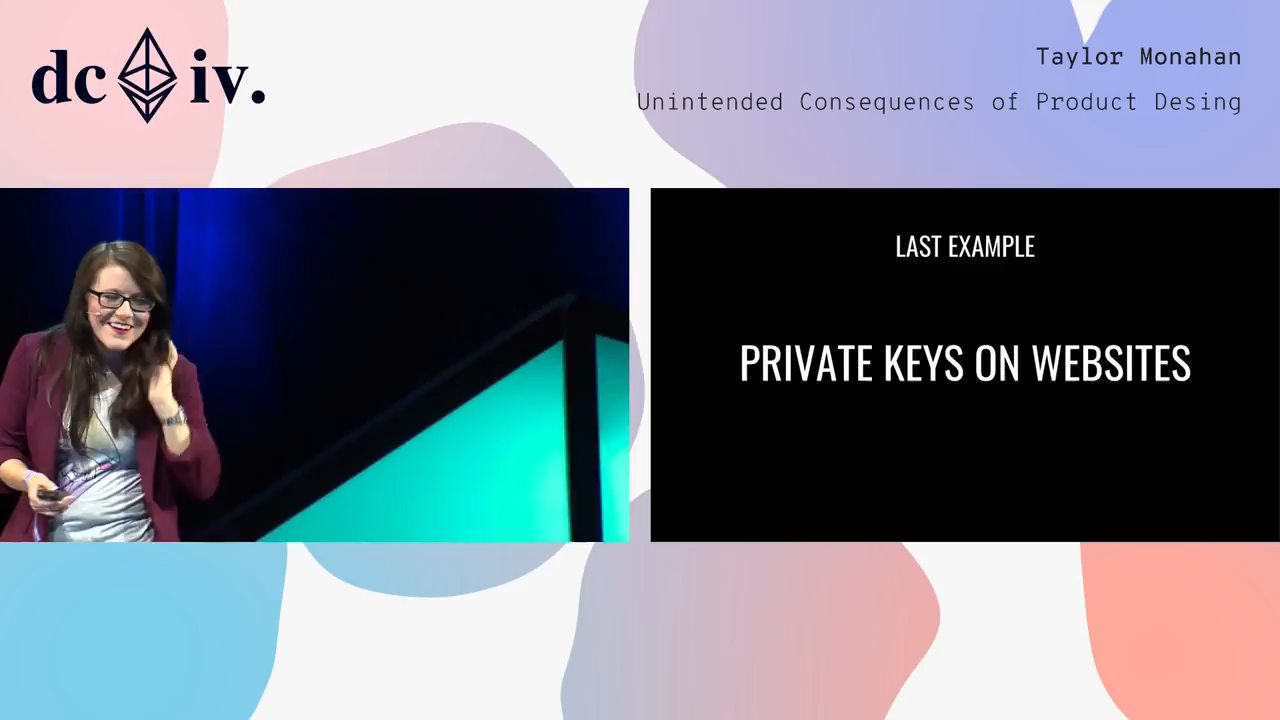 dc iv.
Taylor Monahan
Unintended Consequences of Product Desing
LAST EXAMPLE
PRIVATE KEYS ON WEBSITES